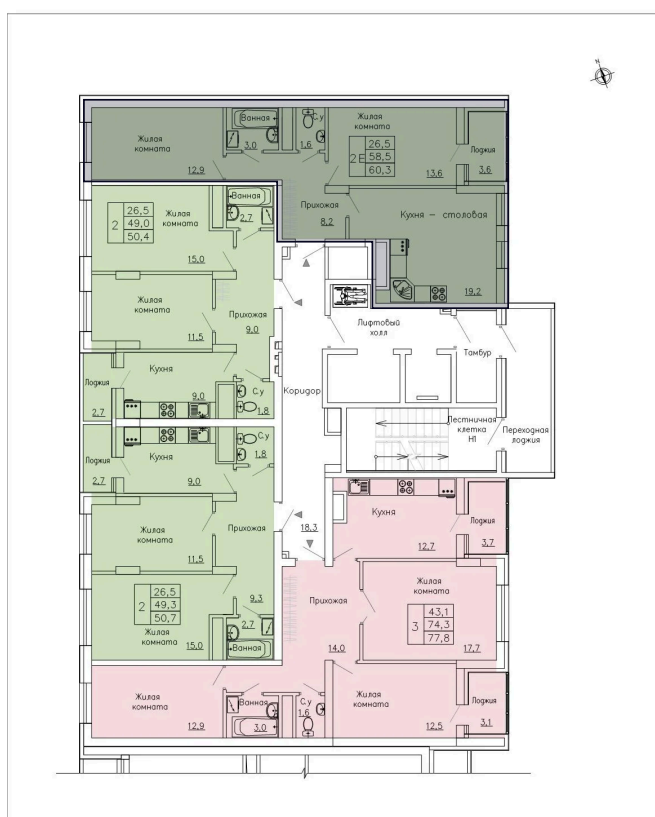 N
Жилая
комната
12.9
Ванная
3.0
С.у
1.6
Жилая
комната
2Е
26,5
58,5
60,3
13.6
Лоджия
3.6
Прихожая
8.2
Кухня – столовая
19.2
2
26,5
49,0
50,4
Жилая
комната
15.0
Ванная
2.7
Жилая
комната
11.5
Прихожая
9.0
Лифтовый
холл
Тамбур
Кухня
9.0
Лоджия
2.7
С.у
1.8
Коридор
Лестничная
клетка
Н1
Переходная
лоджия
Лоджия
2.7
Кухня
9.0
С.у
1.8
Жилая
комната
11.5
Прихожая
9.3
18.3
Кухня
12.7
Лоджия
3.7
2
26,5
49,3
50,7
Жилая
комната
15.0
2.7
Ванная
Прихожая
14.0
Жилая
комната
3
43,1
74,3
77,8
17.7
Жилая
комната
12.9
Ванная
3.0
С.у
1.6
Жилая
комната
12.5
Лоджия
3.1